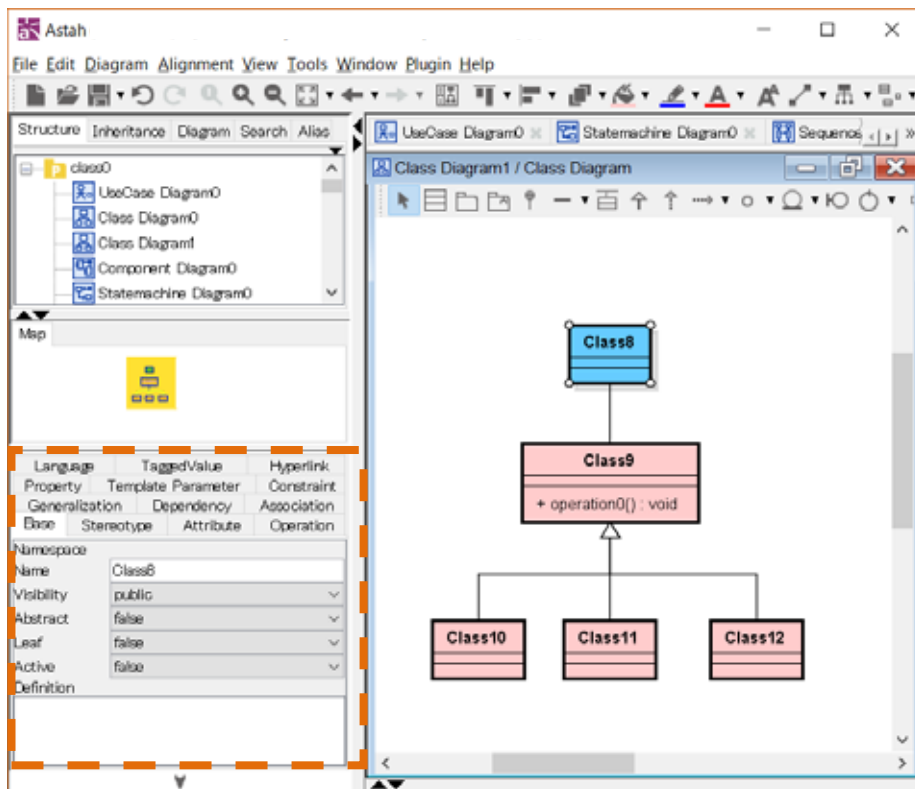 Astah
File Edit Diagram Alignment View Tools Window Plugin Help
Structure Inheritance Diagram Search Alias
class0
UseCase Diagram0
Class Diagram0
Class Diagram1
Component Diagram0
Statemachine Diagram0
Map
Language TaggedValue Hyperlink
Property Template Parameter Constraint
Generalization Dependency Association
Base Stereotype Attribute Operation
Namespace
Name Class8
Visibility public
Abstract false
Leaf false
Active false
Definition
UseCase Diagram0 Statemachine Diagram0 Sequence
Class Diagram1 / Class Diagram
Class8
Class9
+ operation0() : void
Class10 Class11 Class12